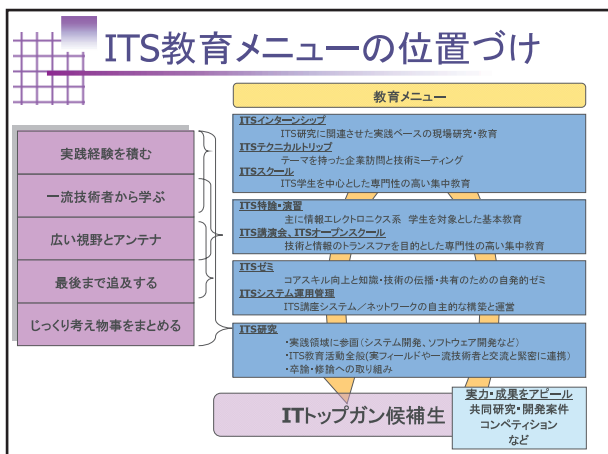 ITS教育メニューの位置づけ
教育メニュー
実践経験を積む
一流技術者から学ぶ
広い視野とアンテナ
最後まで追及する
じっくり考え物事をまとめる
ITSインターンシップ
ITS研究に関連させた実践ベースの現場研究・教育
ITSテクニカルトリップ
テーマを持った企業訪問と技術ミーティング
ITSスクール
ITS学生を中心とした専門性の高い集中教育
ITS特論・演習
主に情報エレクトロニクス系 学生を対象とした基本教育
ITS講演会、ITSオープンスクール
技術と情報のトランスファを目的とした専門性の高い集中教育
ITSゼミ
コアスキル向上と知識・技術の伝播・共有のための自発的ゼミ
ITSシステム運用管理
ITS講座システム／ネットワークの自主的な構築と運営
ITS研究
・実践領域に参画(システム開発、ソフトウェア開発など)
・ITS教育活動全般(実フィールドや一流技術者と交流と緊密に連携)
・卒論・修論への取り組み
ITトップガン候補生
実力・成果をアピール
共同研究・開発案件
コンペティション
など